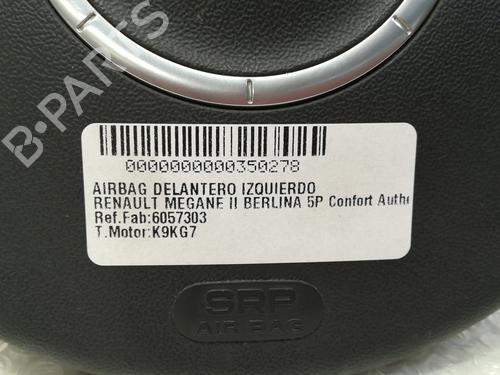 B-PARTS
0000000000350278
AIRBAG DELANTERO IZQUIERDO
RENAULT MEGANE II BERLINA 5P Confort Authe
Ref.Fab:6057303
T.Motor:K9KG7
SRP
AIR BAG